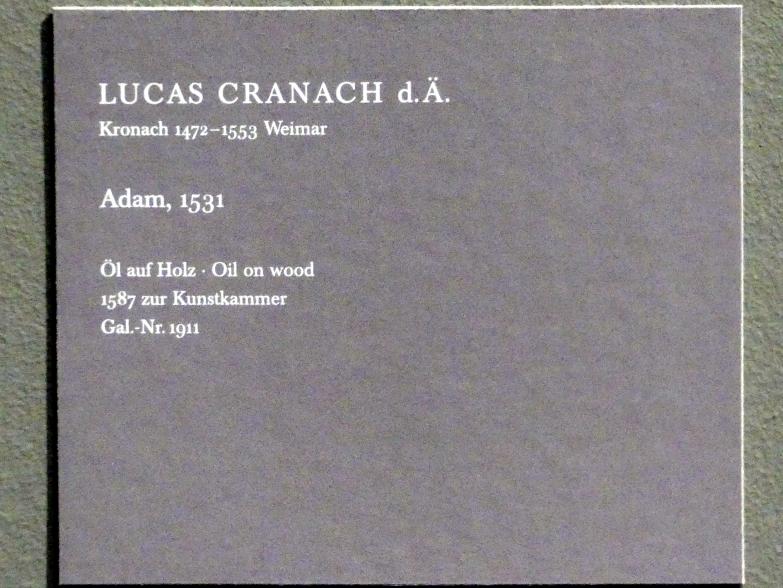 LUCAS CRANACH d.Ä.
Kronach 1472–1553 Weimar
Adam, 1531
Öl auf Holz · Oil on wood
1587 zur Kunstkammer
Gal.-Nr. 1911